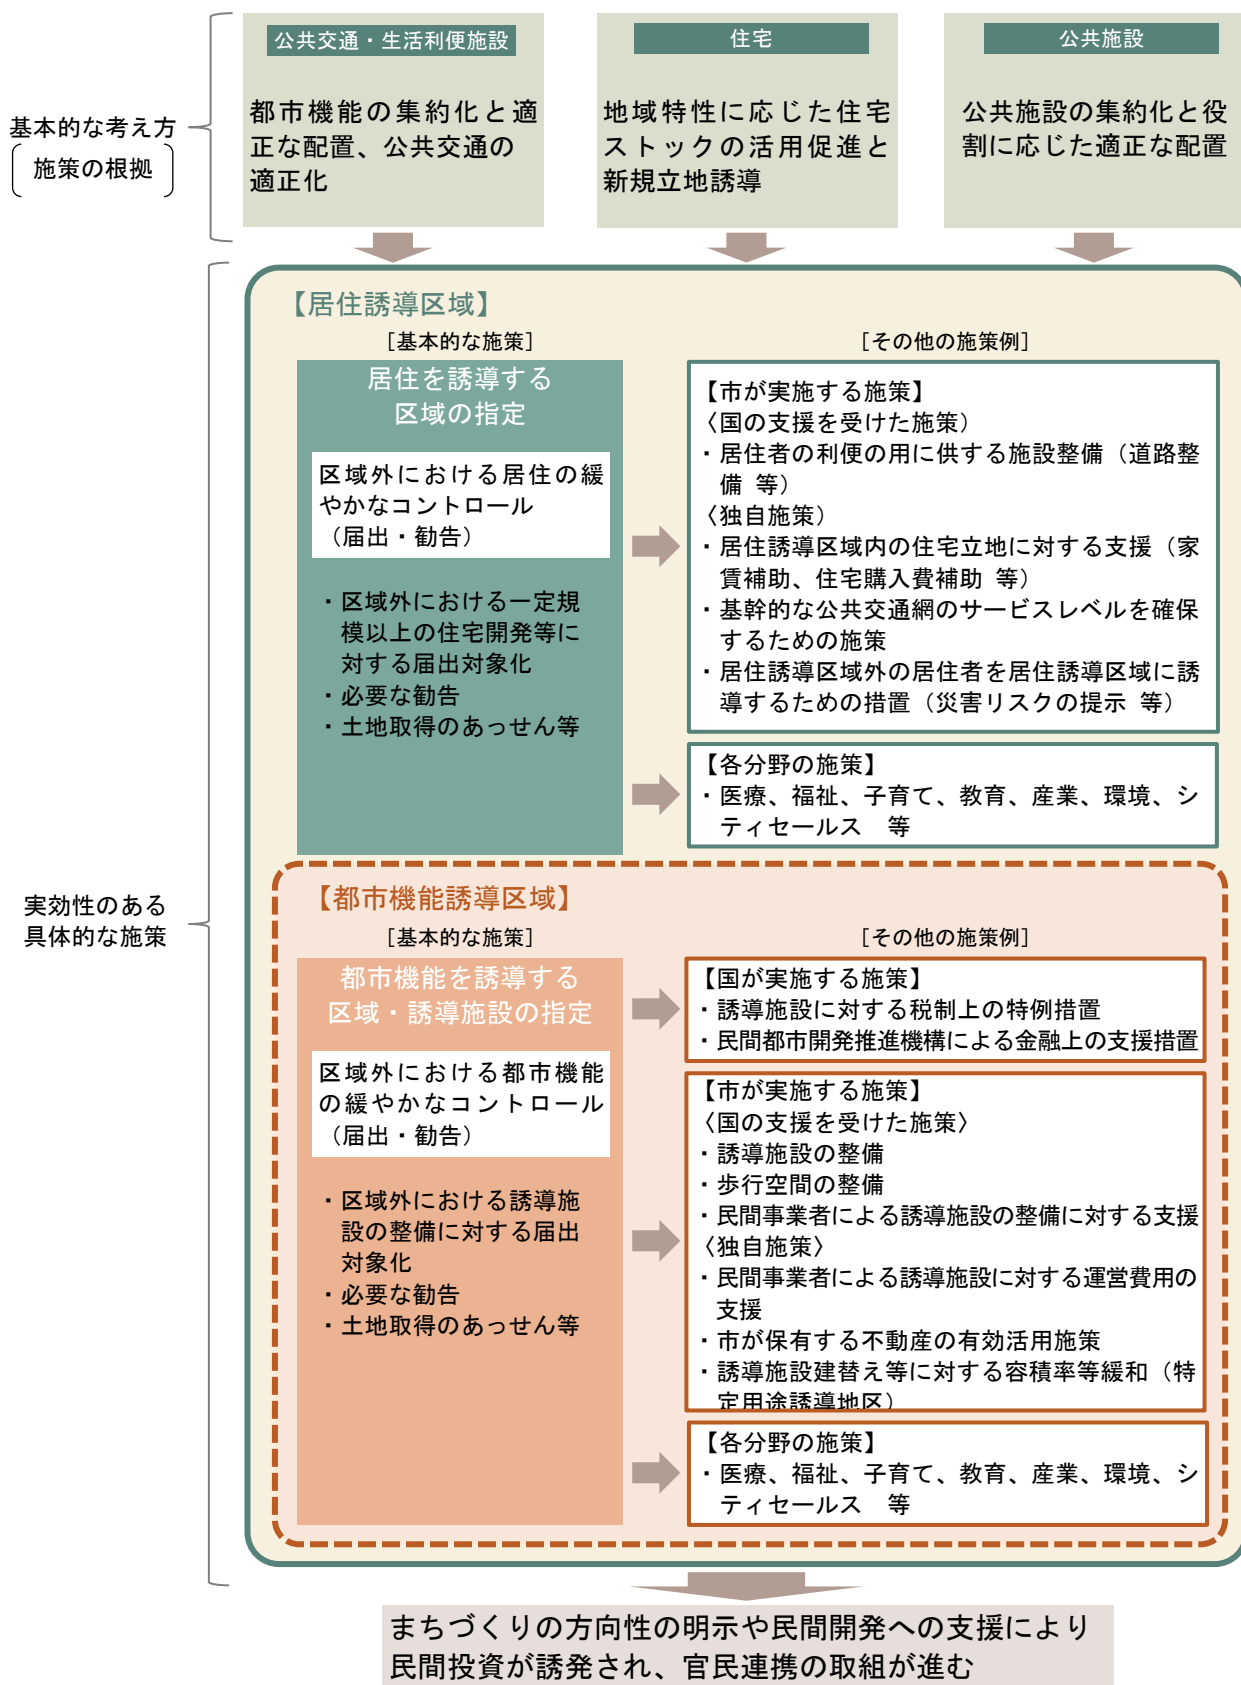 公共交通・生活利便施設
都市機能の集約化と適
正な配置、公共交通の
適正化
住宅
地域特性に応じた住宅
ストックの活用促進と
新規立地誘導
公共施設
公共施設の集約化と役
割に応じた適正な配置
基本的な考え方
施策の根拠
【居住誘導区域】
［基本的な施策］
居住を誘導する
区域の指定
区域外における居住の緩
やかなコントロール
（届出・勧告）
・区域外における一定規
模以上の住宅開発等に
対する届出対象化
・必要な勧告
・土地取得のあっせん等
［その他の施策例］
【市が実施する施策】
〈国の支援を受けた施策）
・居住者の利便の用に供する施設整備（道路整
備 等）
〈独自施策）
・居住誘導区域内の住宅立地に対する支援（家
賃補助、住宅購入費補助 等）
・基幹的な公共交通網のサービスレベルを確保
するための施策
・居住誘導区域外の居住者を居住誘導区域に誘
導するための措置（災害リスクの提示 等）
【各分野の施策】
・医療、福祉、子育て、教育、産業、環境、シ
ティセールス　等
実効性のある
具体的な施策
【都市機能誘導区域】
［基本的な施策］
都市機能を誘導する
区域・誘導施設の指定
区域外における都市機能
の緩やかなコントロール
（届出・勧告）
・区域外における誘導施
設の整備に対する届出
対象化
・必要な勧告
・土地取得のあっせん等
［その他の施策例］
【国が実施する施策】
・誘導施設に対する税制上の特例措置
・民間都市開発推進機構による金融上の支援措置
【市が実施する施策】
〈国の支援を受けた施策〉
・誘導施設の整備
・歩行空間の整備
・民間事業者による誘導施設の整備に対する支援
〈独自施策〉
・民間事業者による誘導施設に対する運営費用の
支援
・市が保有する不動産の有効活用施策
・誘導施設建替え等に対する容積率等緩和（特
定用途誘導地区）
【各分野の施策】
・医療、福祉、子育て、教育、産業、環境、シ
ティセールス　等
まちづくりの方向性の明示や民間開発への支援により
民間投資が誘発され、官民連携の取組が進む